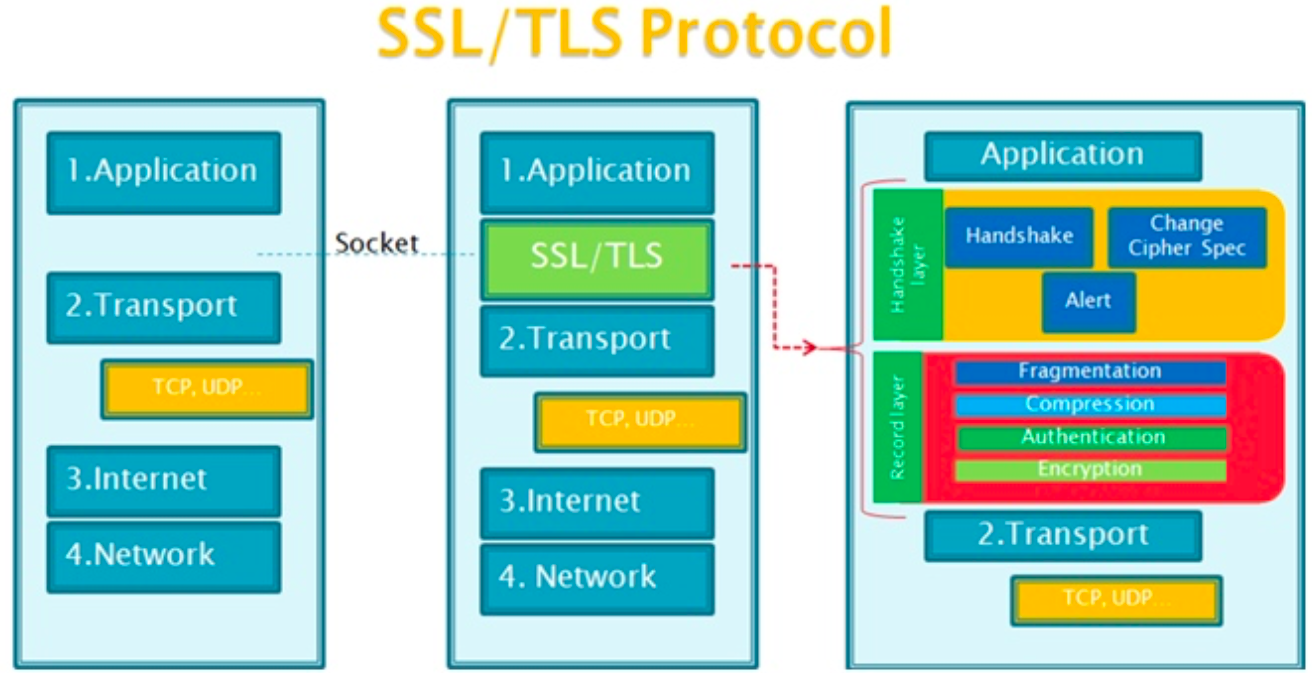 SSL/TLS Protocol
1.Application
Socket
2.Transport
TCP, UDP...
3.Internet
4.Network
1.Application
SSL/TLS
2.Transport
TCP, UDP...
3.Internet
4. Network
Application
Handshake
layer
Handshake
Change
Cipher Spec
Alert
Record layer
Fragmentation
Compression
Authentication
Encryption
2.Transport
TCP, UDP...